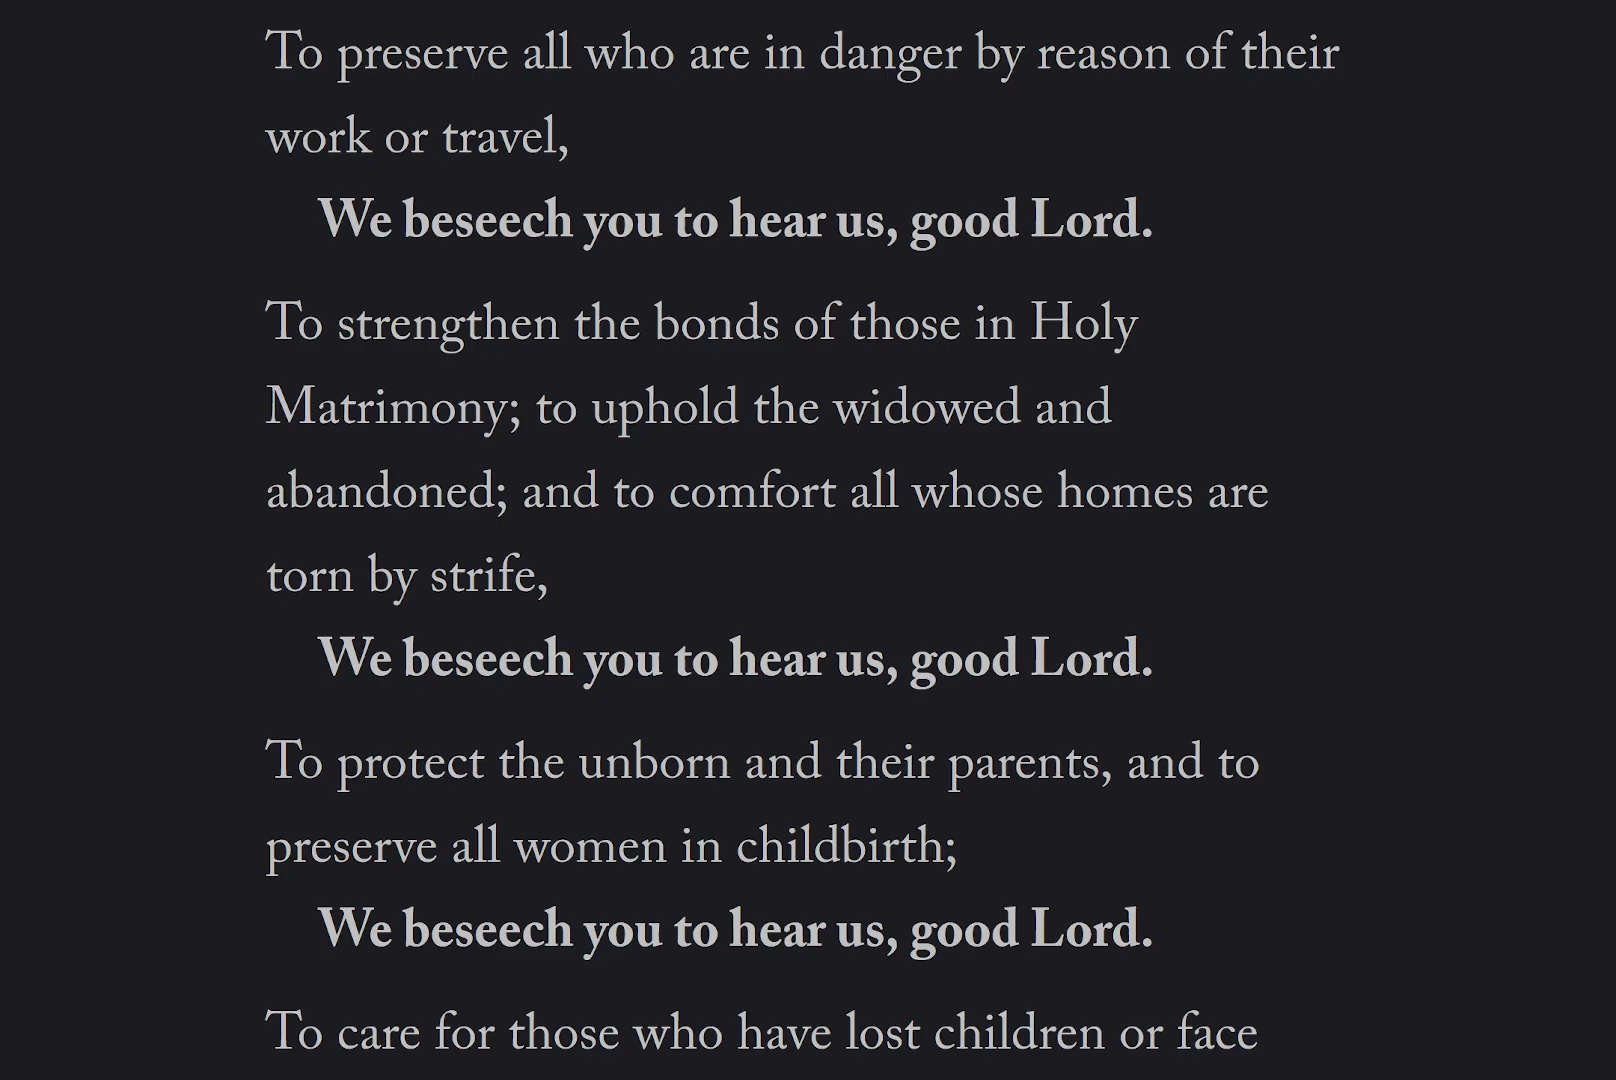 To preserve all who are in danger by reason of their
work or travel,
We beseech you to hear us, good Lord.
To strengthen the bonds of those in Holy
Matrimony; to uphold the widowed and
abandoned; and to comfort all whose homes are
torn by strife,
We beseech you to hear us, good Lord.
To protect the unborn and their parents, and to
preserve all women in childbirth;
We beseech you to hear us, good Lord.
To care for those who have lost children or face